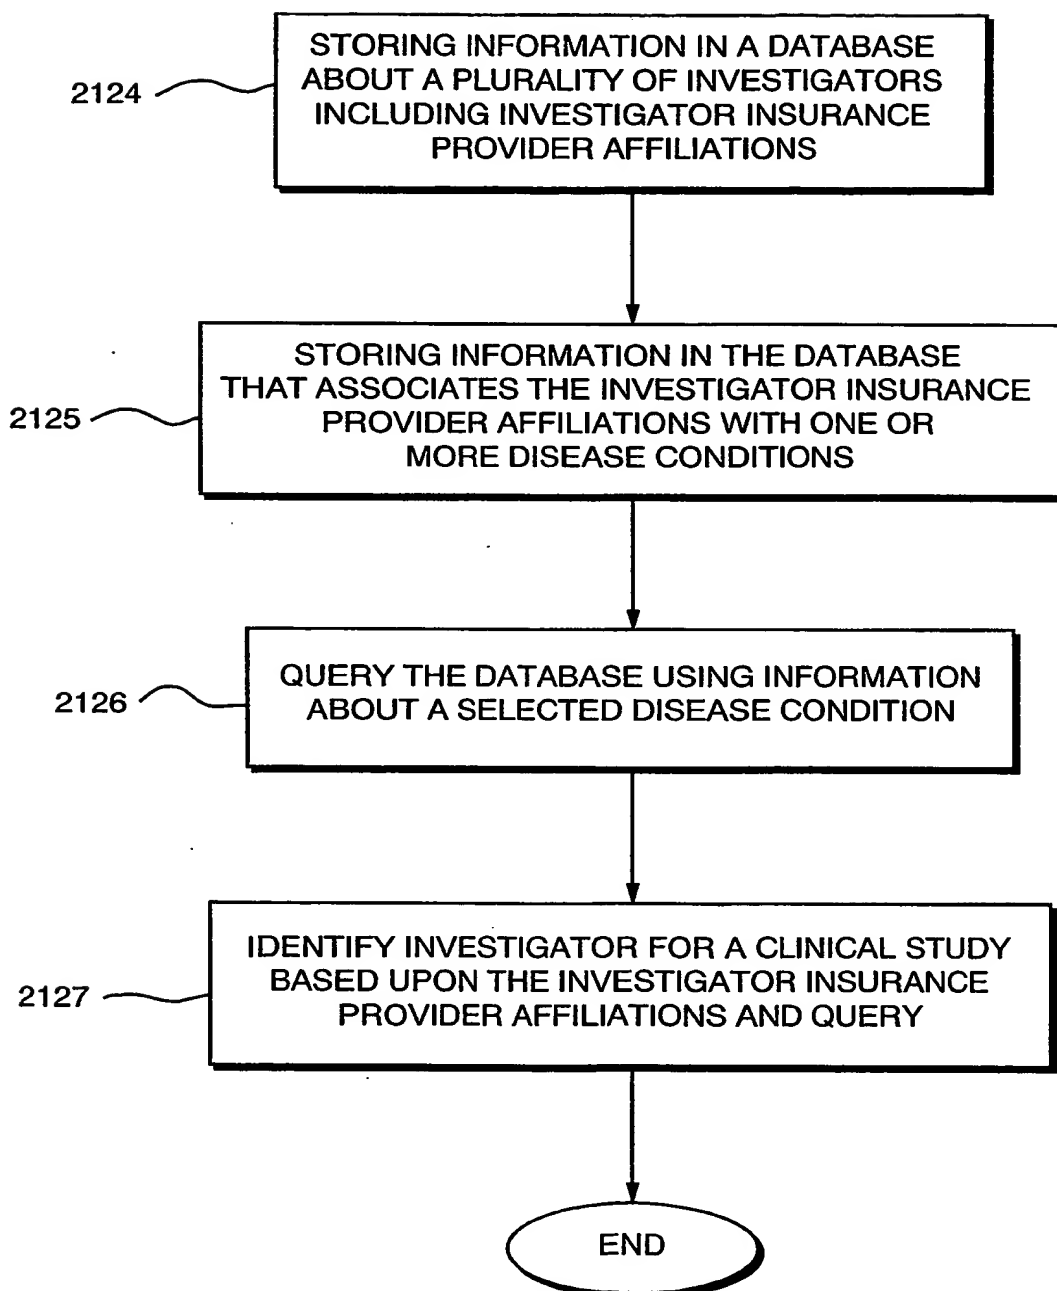 2124
STORING INFORMATION IN A DATABASE
ABOUT A PLURALITY OF INVESTIGATORS
INCLUDING INVESTIGATOR INSURANCE
PROVIDER AFFILIATIONS
2125
STORING INFORMATION IN THE DATABASE
THAT ASSOCIATES THE INVESTIGATOR INSURANCE
PROVIDER AFFILIATIONS WITH ONE OR
MORE DISEASE CONDITIONS
2126
QUERY THE DATABASE USING INFORMATION
ABOUT A SELECTED DISEASE CONDITION
2127
IDENTIFY INVESTIGATOR FOR A CLINICAL STUDY
BASED UPON THE INVESTIGATOR INSURANCE
PROVIDER AFFILIATIONS AND QUERY
END